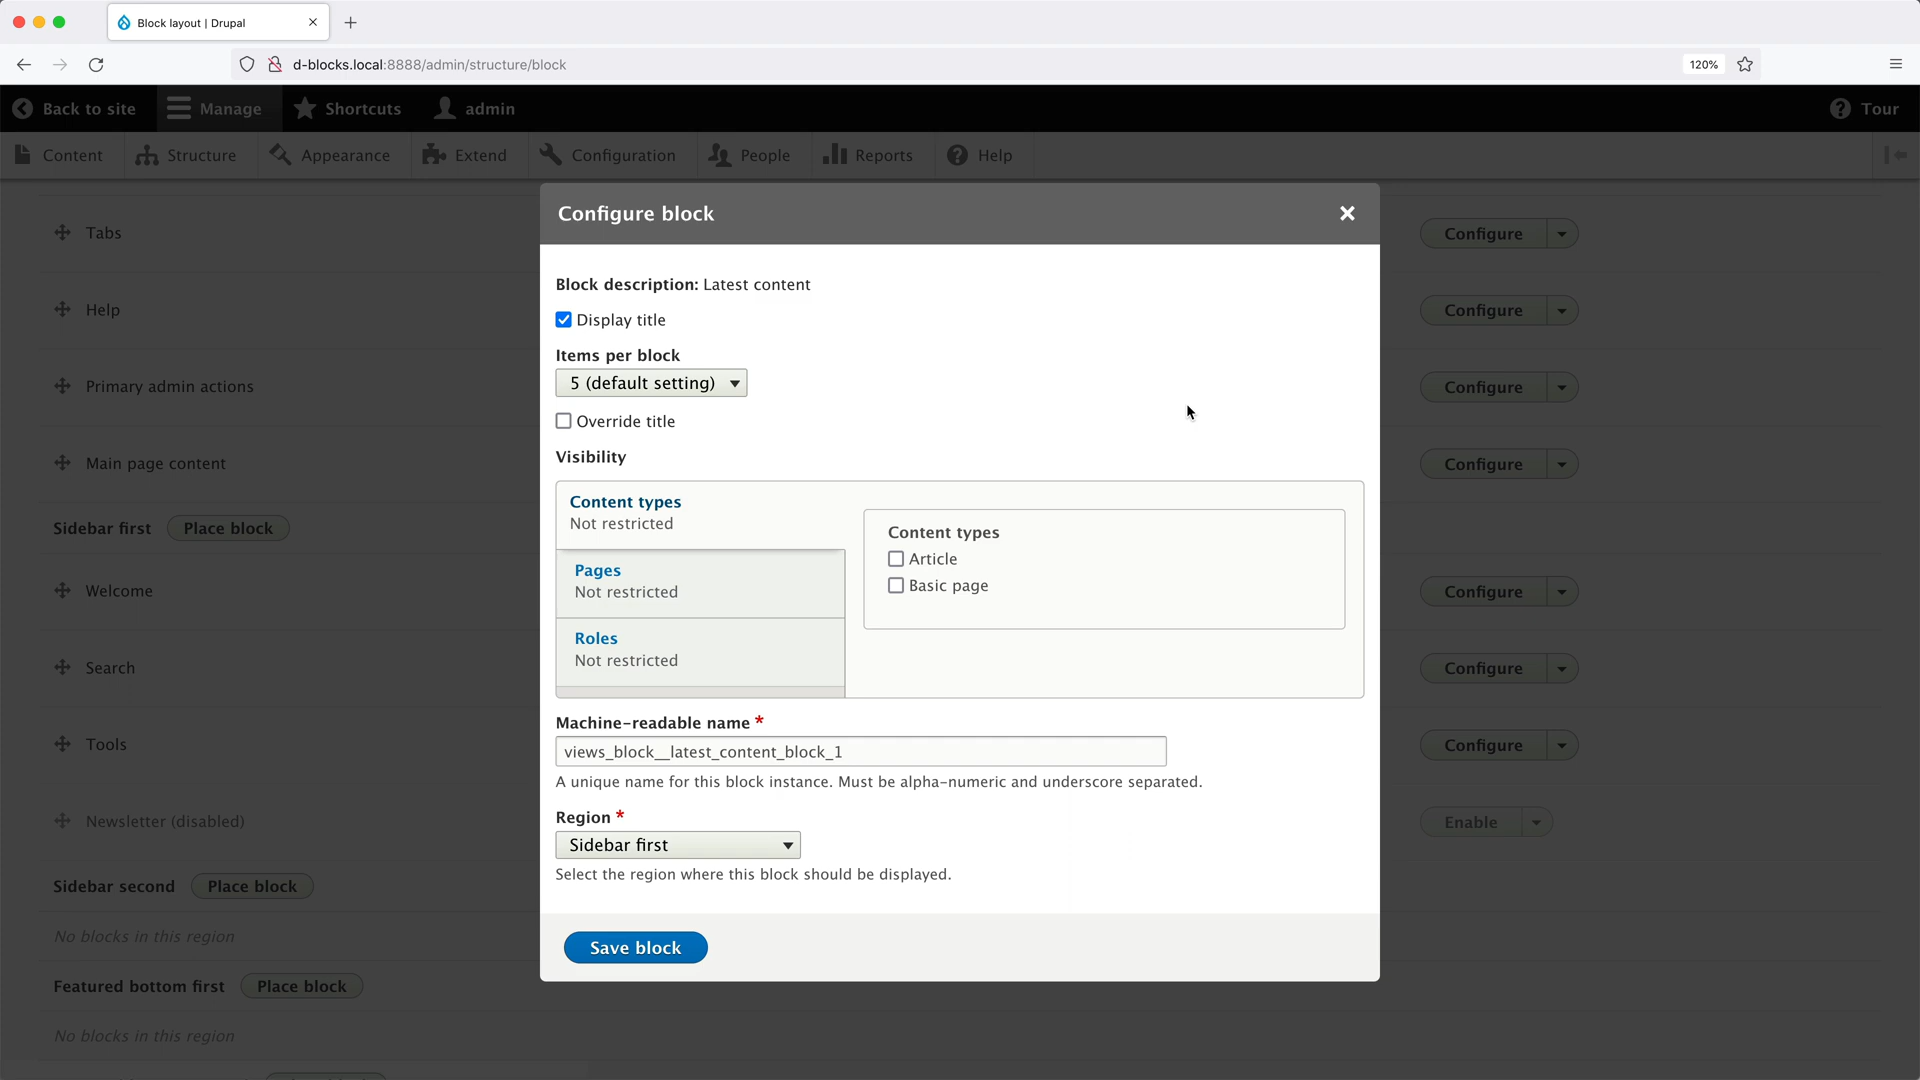 Block layout | Drupal
d-blocks.local:8888/admin/structure/block
120%
Back to site
Manage
Shortcuts
admin
Tour
Content
Structure
Appearance
Extend
Configuration
People
Reports
Help
Configure block
Tabs
Configure
Block description: Latest content
Help
Configure
Display title
Items per block
5 (default setting)
Primary admin actions
Configure
Override title
Visibility
Main page content
Configure
Content types
Not restricted
Content types
Article
Basic page
Sidebar first
Place block
Pages
Not restricted
Welcome
Configure
Roles
Not restricted
Search
Configure
Machine-readable name *
views_block__latest_content_block_1
A unique name for this block instance. Must be alpha-numeric and underscore separated.
Tools
Configure
Region *
Sidebar first
Select the region where this block should be displayed.
Newsletter (disabled)
Enable
Sidebar second
Place block
No blocks in this region
Save block
Featured bottom first
Place block
No blocks in this region